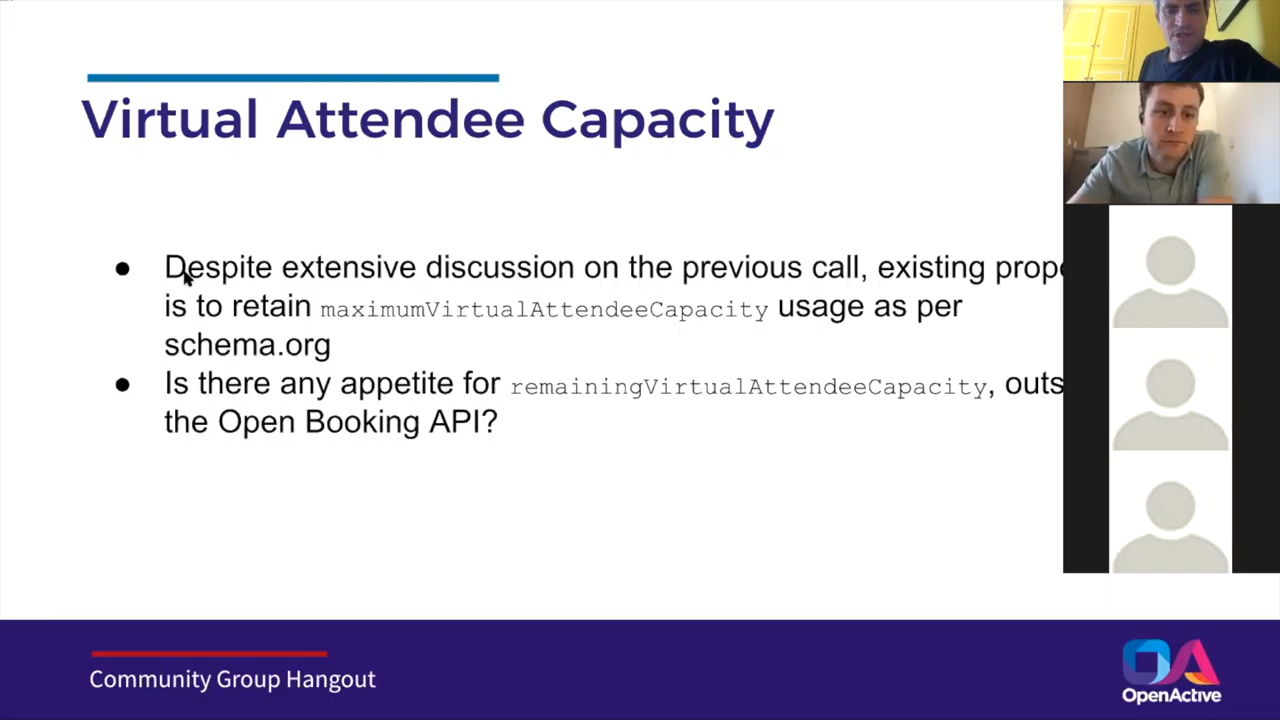 Virtual Attendee Capacity
● Despite extensive discussion on the previous call, existing
is to retain maximumVirtualAttendeeCapacity usage as per
schema.org
● Is there any appetite for remainingVirtualAttendeeCapacity,
the Open Booking API?
Community Group Hangout
OpenActive